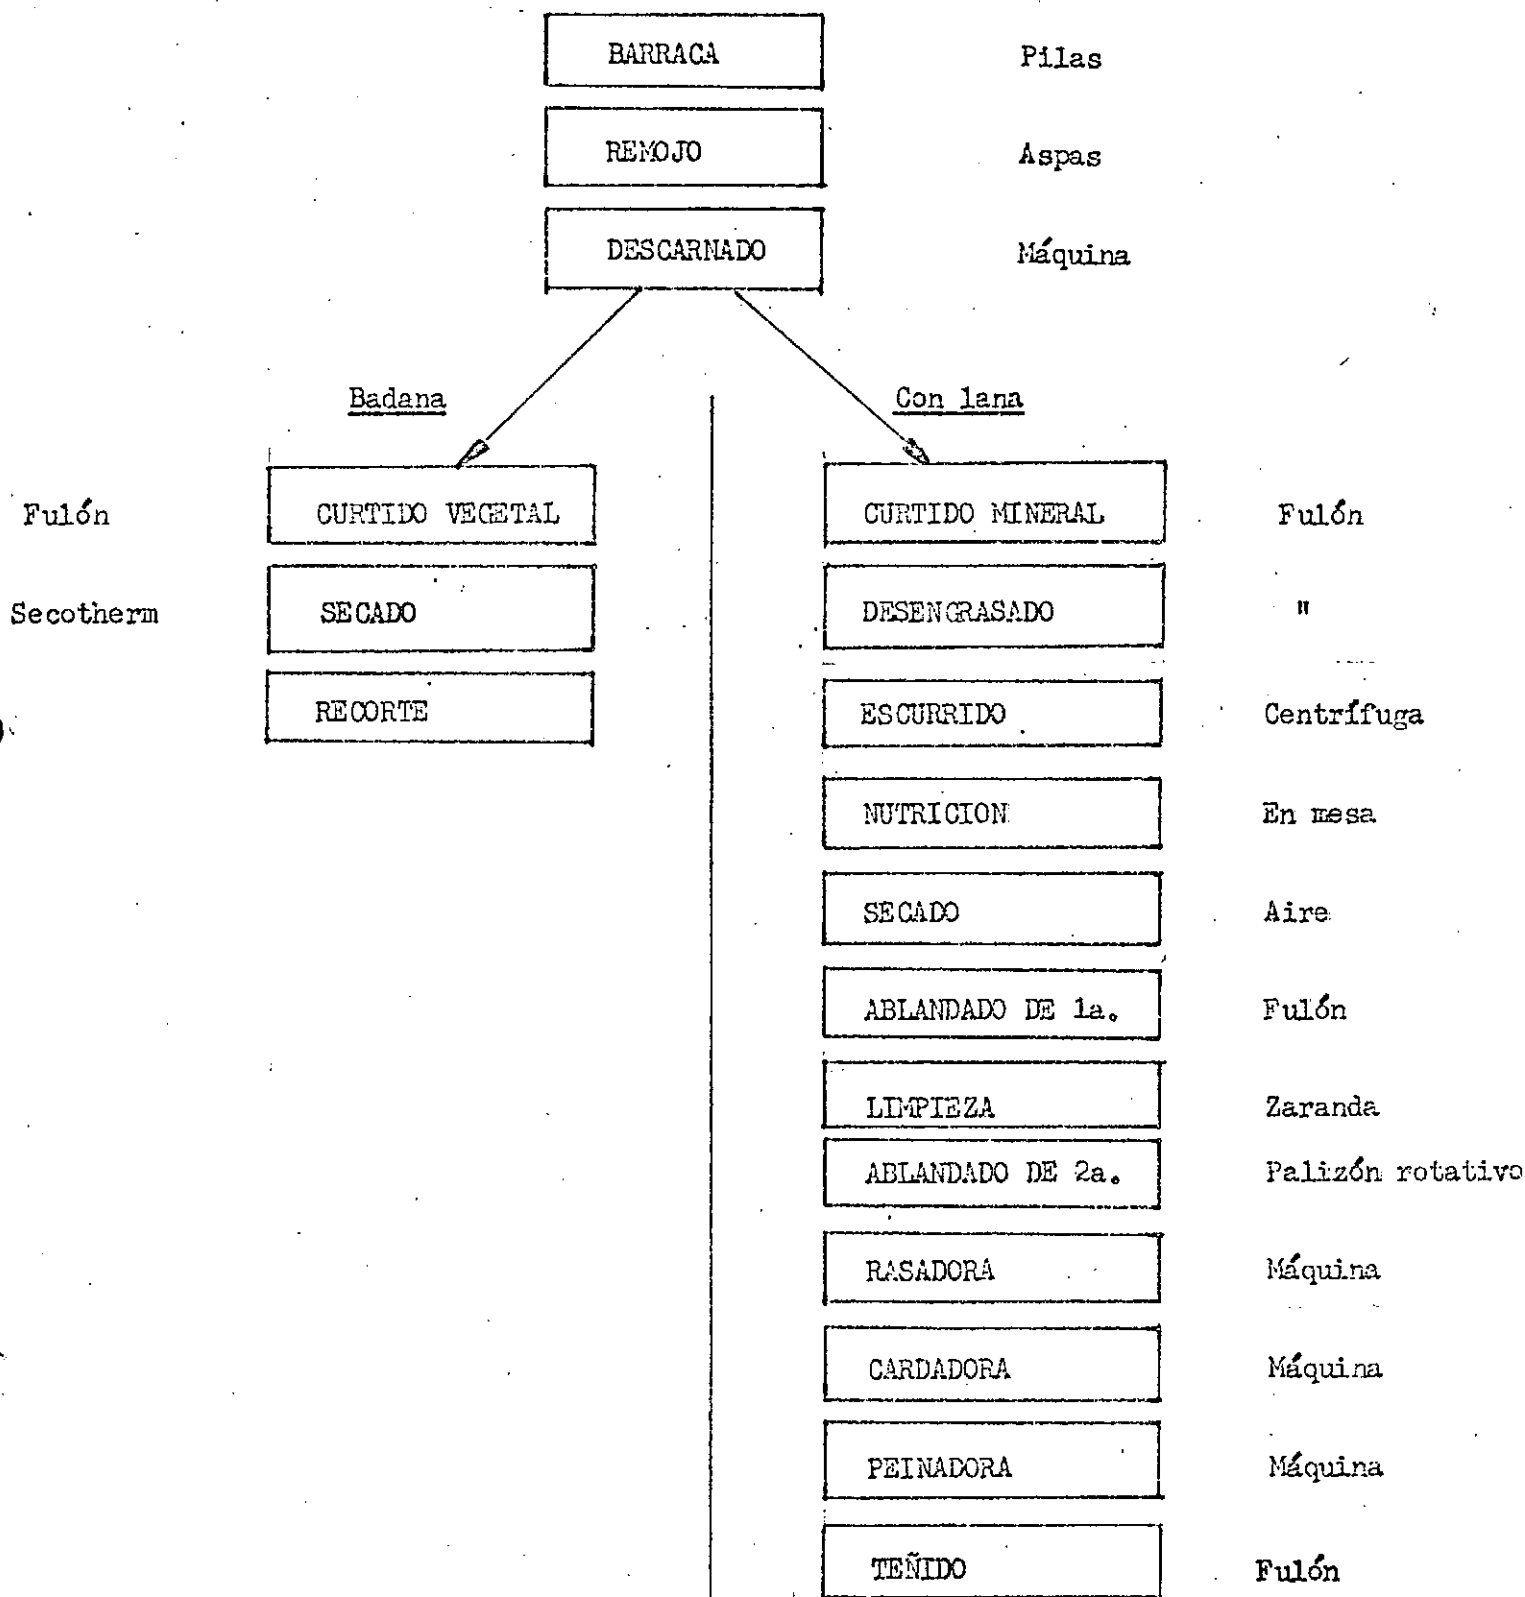 BARRACA Pilas
REMOJO Aspas
DESCARNADO Máquina
Badana Con lana
Fulón CURTIDO VEGETAL CURTIDO MINERAL Fulón
Secotherm SECADO DESENGRASADO "
RECORTE ESCURRIDO Centrífuga
NUTRICION En mesa
SECADO Aire
ABLANDADO DE 1a. Fulón
LIMPIEZA Zaranda
ABLANDADO DE 2a. Palizón rotativo
RASADORA Máquina
CARDADORA Máquina
PEINADORA Máquina
TEÑIDO Fulón